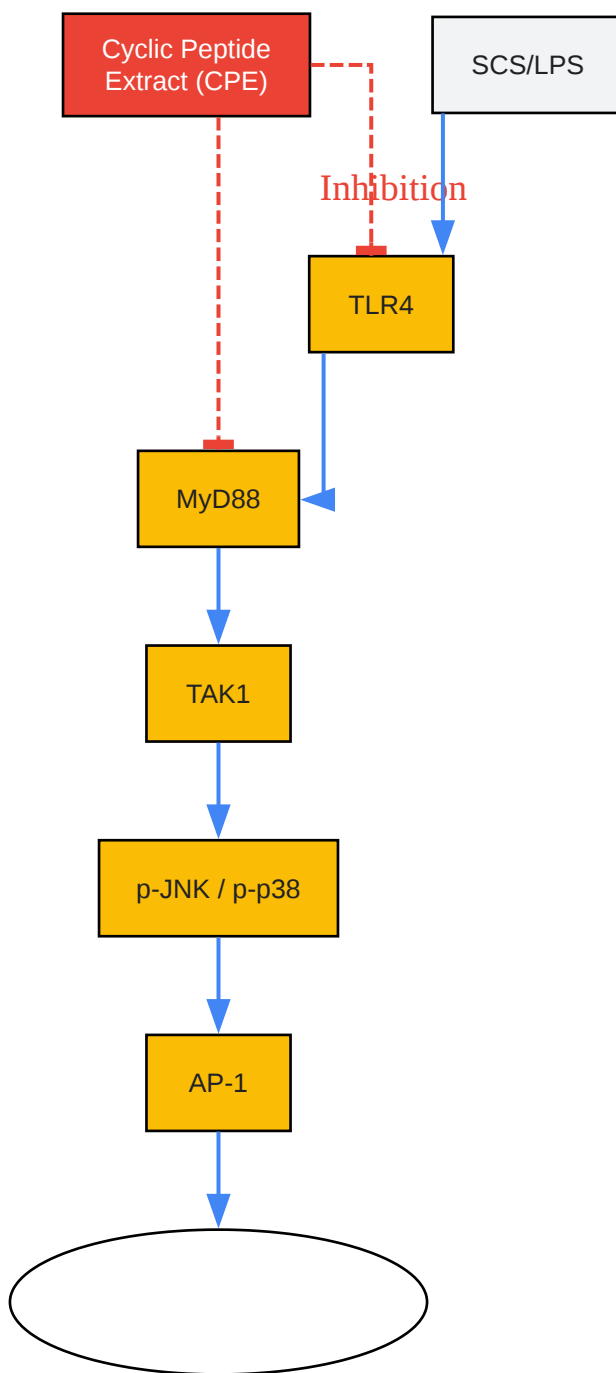 Cyclic Peptide
Extract (CPE)
SCS/LPS
Inhibition
TLR4
MyD88
TAK1
p-JNK / p-p38
AP-1